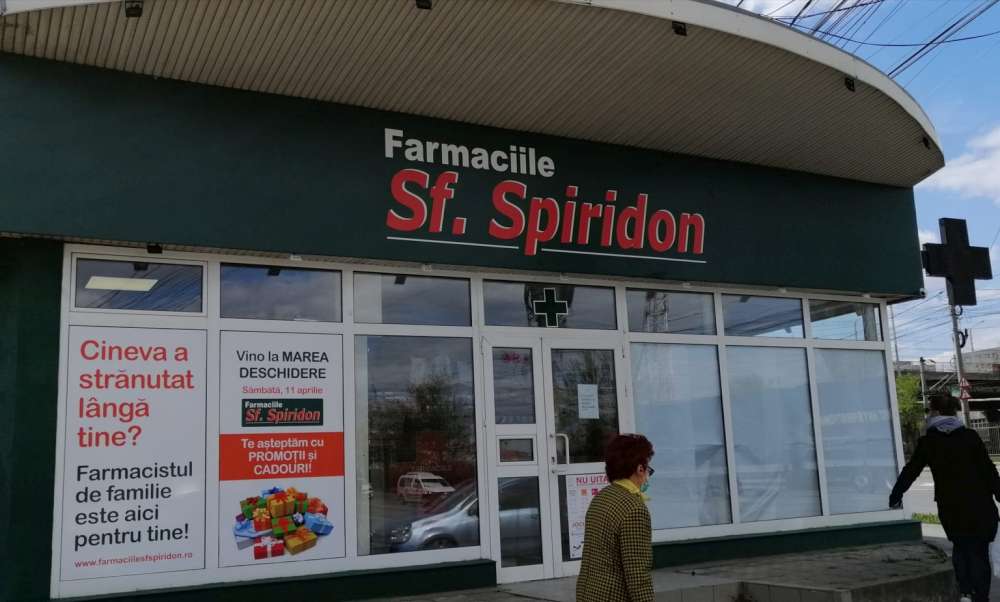 Farmaciile
Sf. Spiridon
Cineva a
strănutat
lângă
tine?
Farmacistul
de familie
este aici
pentru tine!
www.farmaciilesfspiridon.ro
Vino la MAREA
DESCHIDERE
Sâmbătă, 11 aprilie
Farmaciile
Sf. Spiridon
Te așteptăm cu
PROMOȚII și
CADOURI!
NU UITA